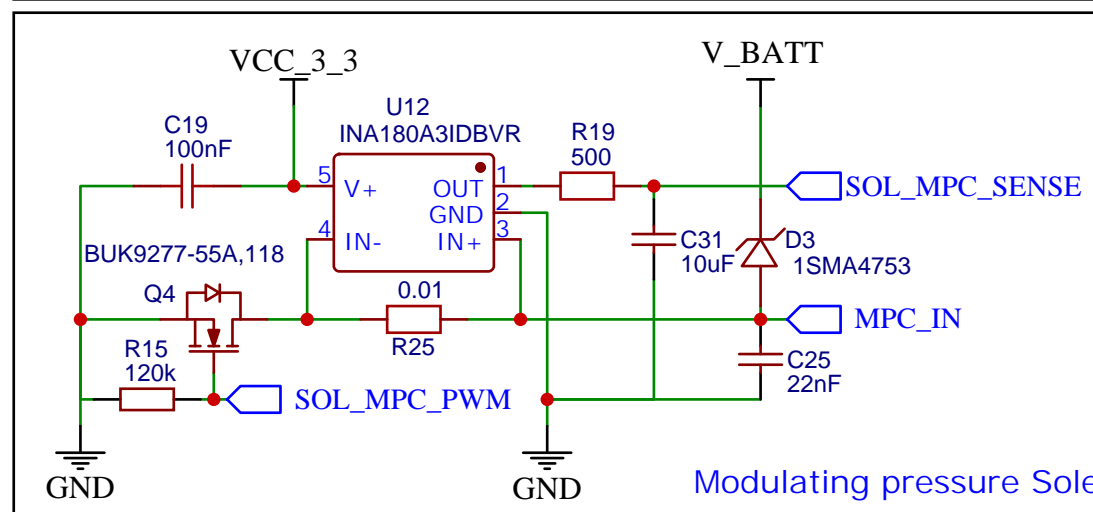 VCC_3_3
V_BATT
U12
INA180A3IDBVR
C19
100nF
R19
500
5
V+
OUT
1
GND
2
4
IN-
IN+
3
SOL_MPC_SENSE
C31
10uF
D3
1SMA4753
BUK9277-55A,118
Q4
0.01
R25
MPC_IN
R15
120k
C25
22nF
SOL_MPC_PWM
GND
GND
Modulating pressure Sole